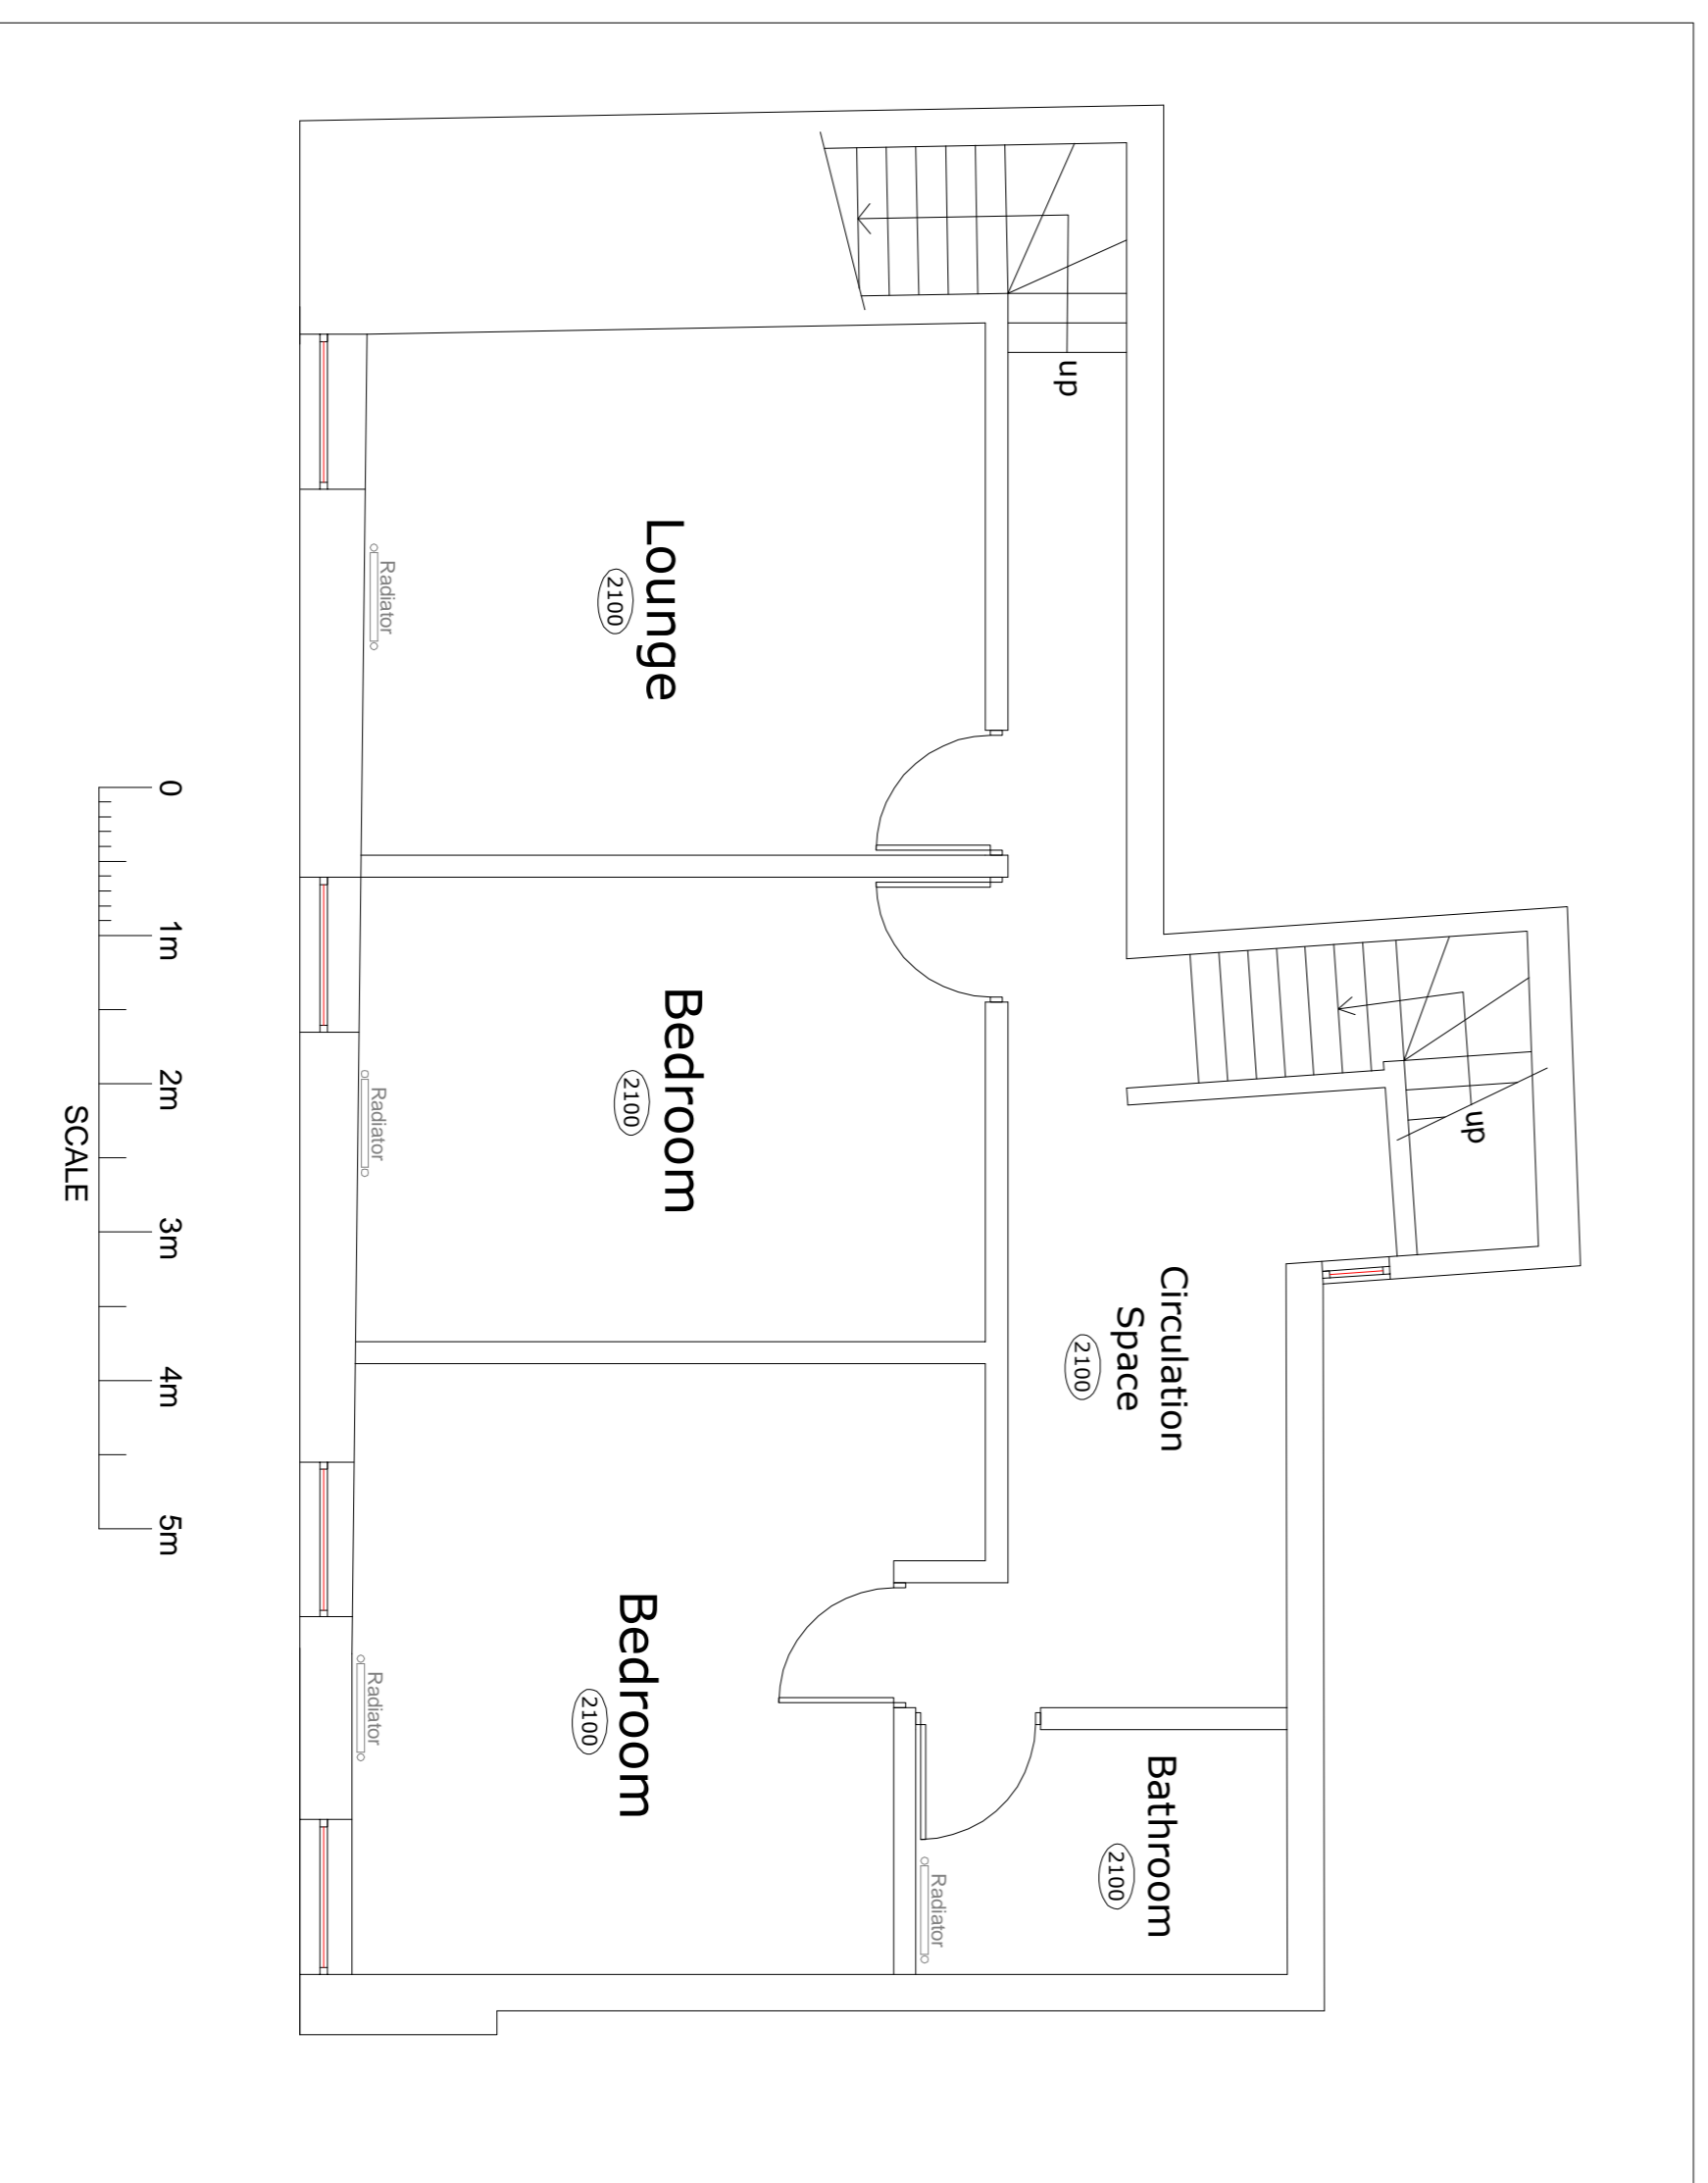 up
up
Circulation
Space
2100
Bathroom
2100
Radiator
Lounge
2100
Bedroom
2100
Bedroom
2100
Radiator
Radiator
Radiator
0 1m 2m 3m 4m 5m
SCALE